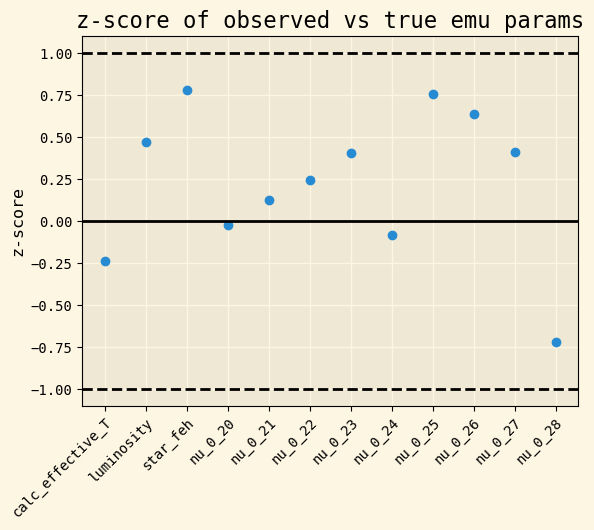 z-score of observed vs true emu params
z-score
1.00
0.75
0.50
0.25
0.00
−0.25
−0.50
−0.75
−1.00
calc_effective_T
luminosity
star_feh
nu_0_20
nu_0_21
nu_0_22
nu_0_23
nu_0_24
nu_0_25
nu_0_26
nu_0_27
nu_0_28